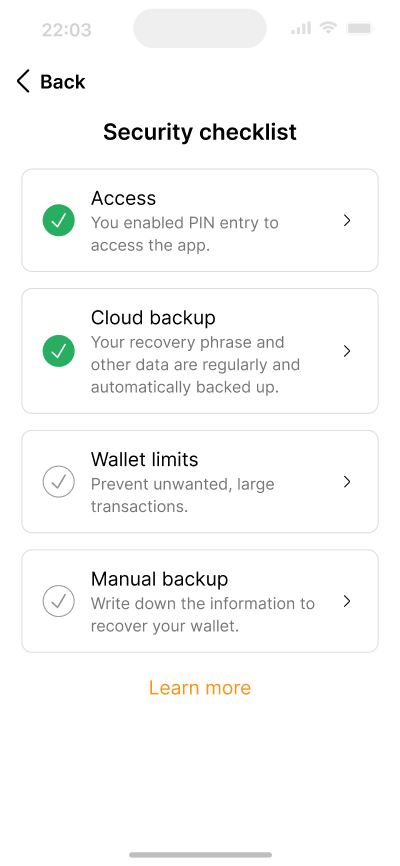 22:03
Back
Security checklist
Access
You enabled PIN entry to
access the app.
Cloud backup
Your recovery phrase and
other data are regularly and
automatically backed up.
Wallet limits
Prevent unwanted, large
transactions.
Manual backup
Write down the information to
recover your wallet.
Learn more